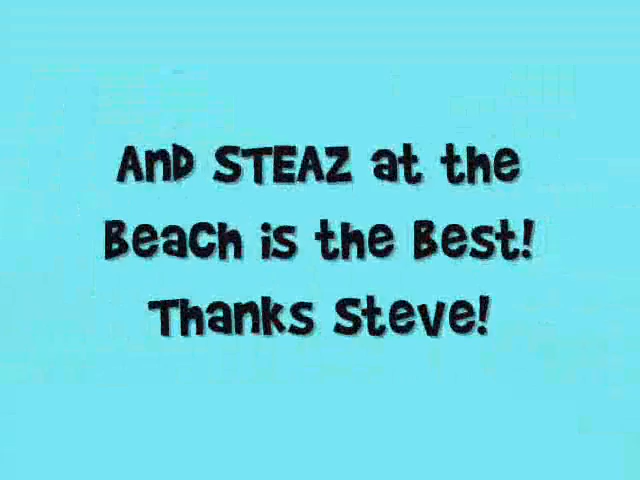 And STEAZ at the
Beach is the Best!
Thanks Steve!